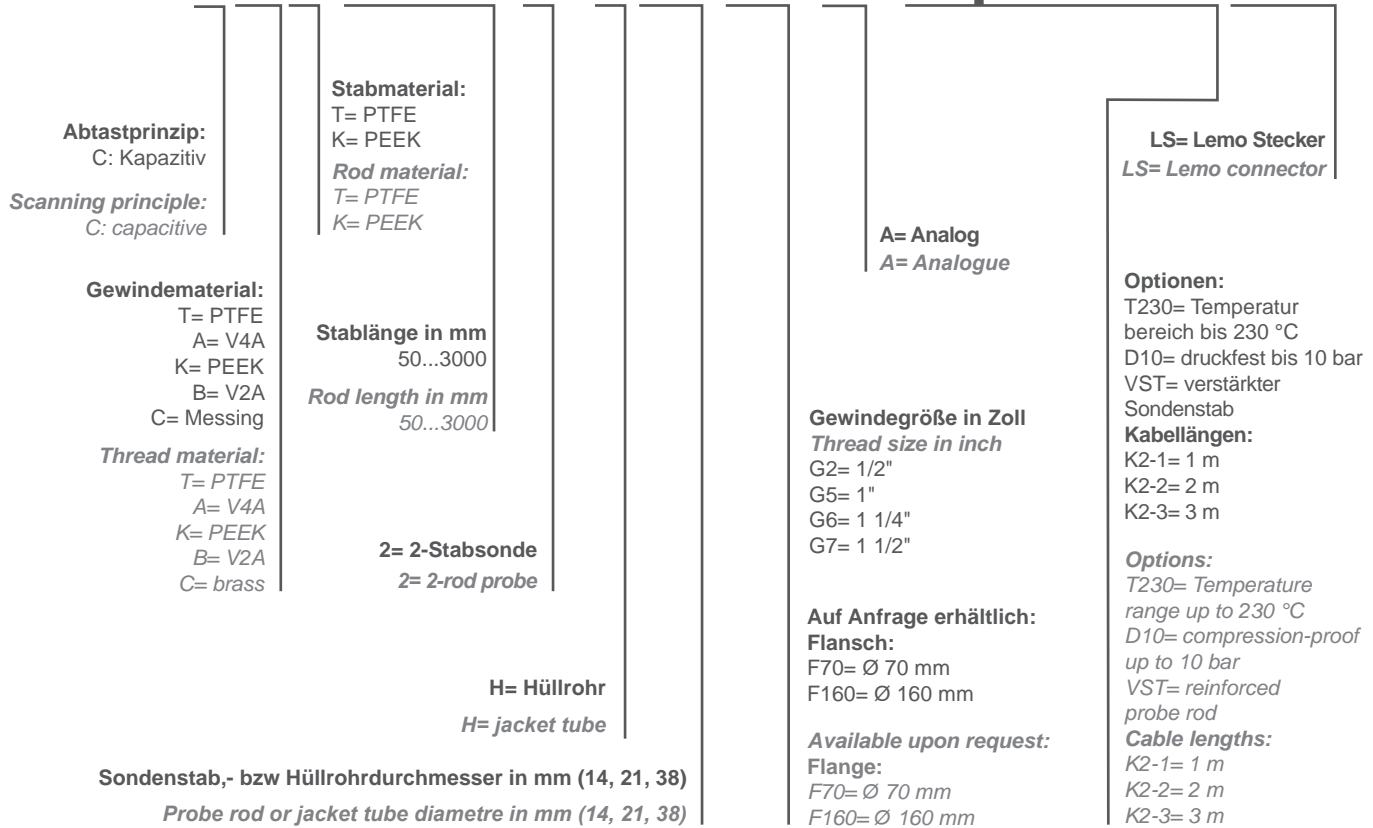 Abtastprinzip:
C: Kapazitiv
Scanning principle:
C: capacitive
Gewindematerial:
T= PTFE
A= V4A
K= PEEK
B= V2A
C= Messing
Thread material:
T= PTFE
A= V4A
K= PEEK
B= V2A
C= brass
Stabmaterial:
T= PTFE
K= PEEK
Rod material:
T= PTFE
K= PEEK
Stablänge in mm
50...3000
Rod length in mm
50...3000
2= 2-Stabsonde
2= 2-rod probe
H= Hüllrohr
H= jacket tube
Sondenstab,- bzw Hüllrohrdurchmesser in mm (14, 21, 38)
Probe rod or jacket tube diametre in mm (14, 21, 38)
A= Analog
A= Analogue
Gewindegröße in Zoll
Thread size in inch
G2= 1/2"
G5= 1"
G6= 1 1/4"
G7= 1 1/2"
Auf Anfrage erhältlich:
Flansch:
F70= Ø 70 mm
F160= Ø 160 mm
Available upon request:
Flange:
F70= Ø 70 mm
F160= Ø 160 mm
LS= Lemo Stecker
LS= Lemo connector
Optionen:
T230= Temperatur
bereich bis 230 °C
D10= druckfest bis 10 bar
VST= verstärkter
Sondenstab
Kabellängen:
K2-1= 1 m
K2-2= 2 m
K2-3= 3 m
Options:
T230= Temperature
range up to 230 °C
D10= compression-proof
up to 10 bar
VST= reinforced
probe rod
Cable lengths:
K2-1= 1 m
K2-2= 2 m
K2-3= 3 m